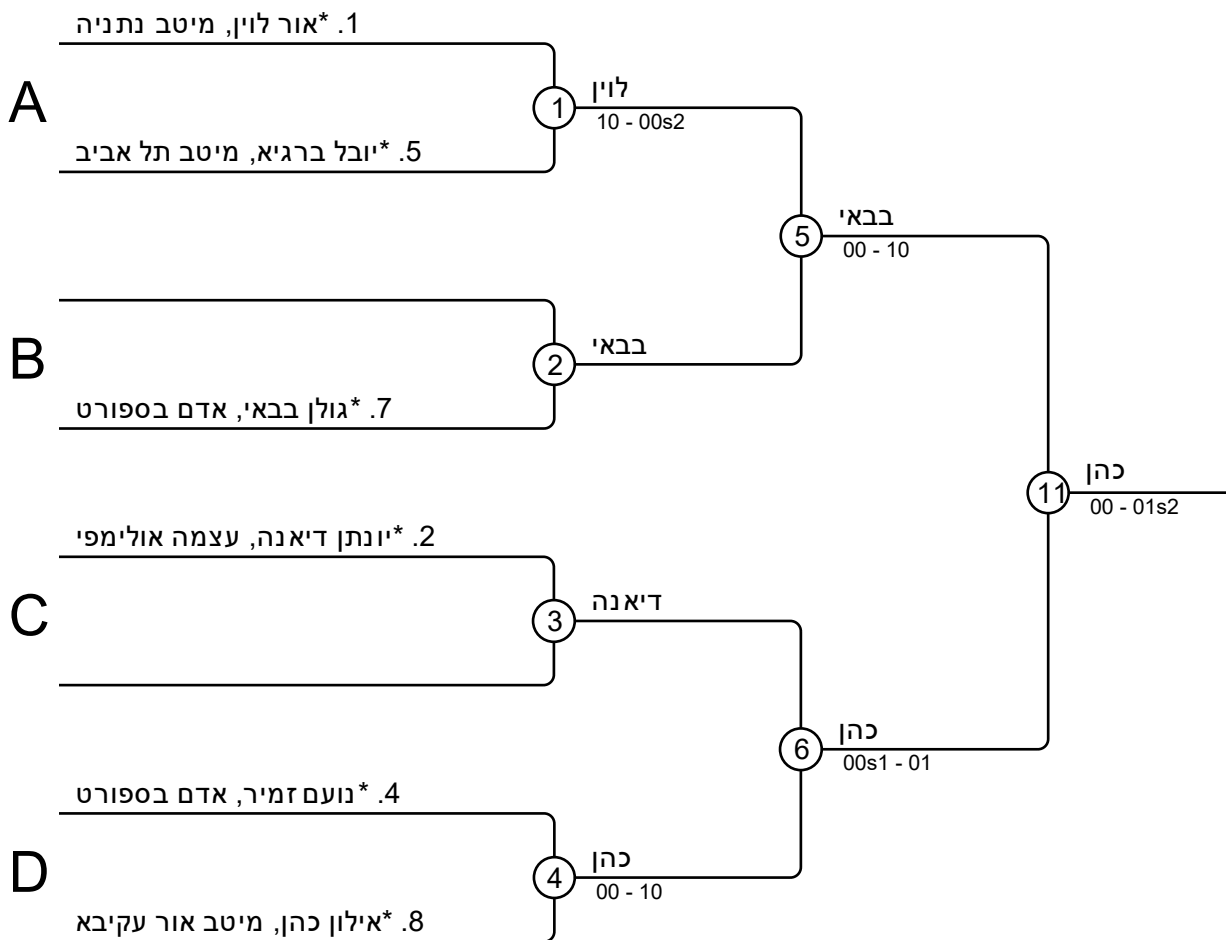 1. *אור לוין, מיטב נתניה
A
1
לוין
10 - 00s2
5. *יובל ברגיא, מיטב תל אביב
5
בבאי
00 - 10
B
2
בבאי
7. *גולן בבאי, אדם בספורט
11
כהן
00 - 01s2
2. *יונתן דיאנה, עצמה אולימפי
C
3
דיאנה
6
כהן
00s1 - 01
4. *נועם זמיר, אדם בספורט
D
4
כהן
00 - 10
8. *אילון כהן, מיטב אור עקיבא